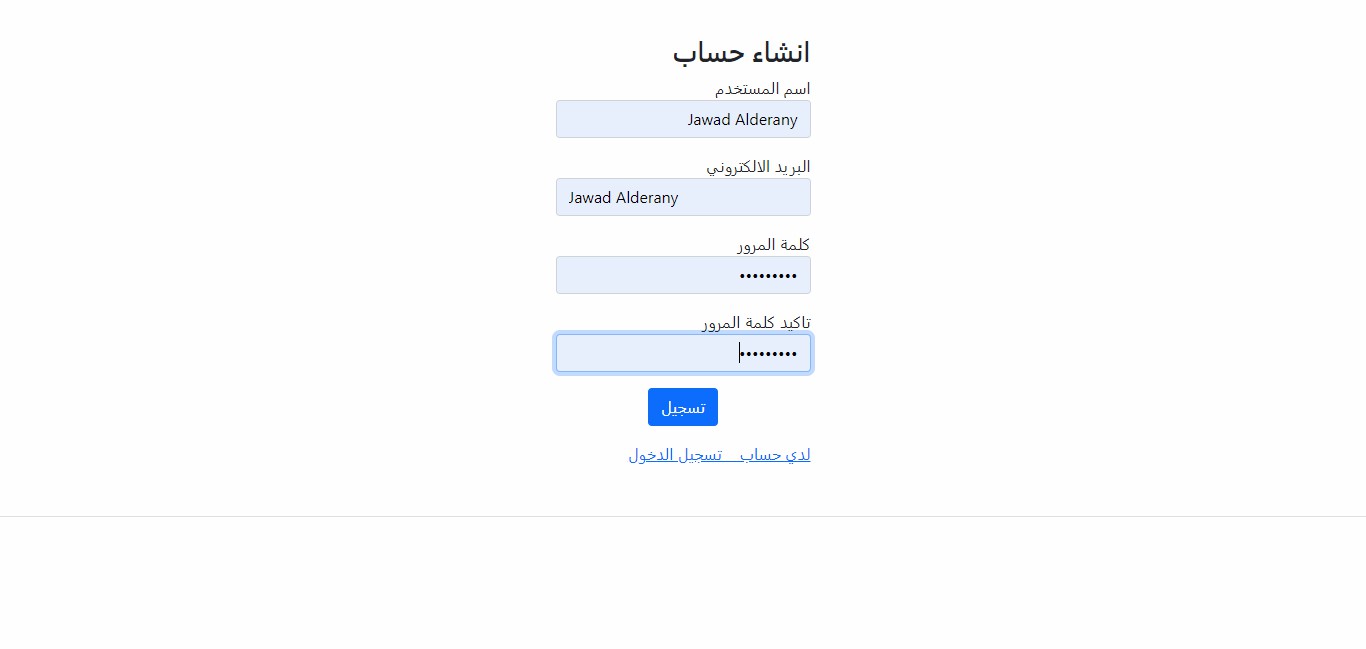 انشاء حساب
اسم المستخدم
Jawad Alderany
البريد الالكتروني
Jawad Alderany
كلمة المرور
•••••••••
تاكيد كلمة المرور
•••••••••
تسجيل
لدي حساب _ تسجيل الدخول